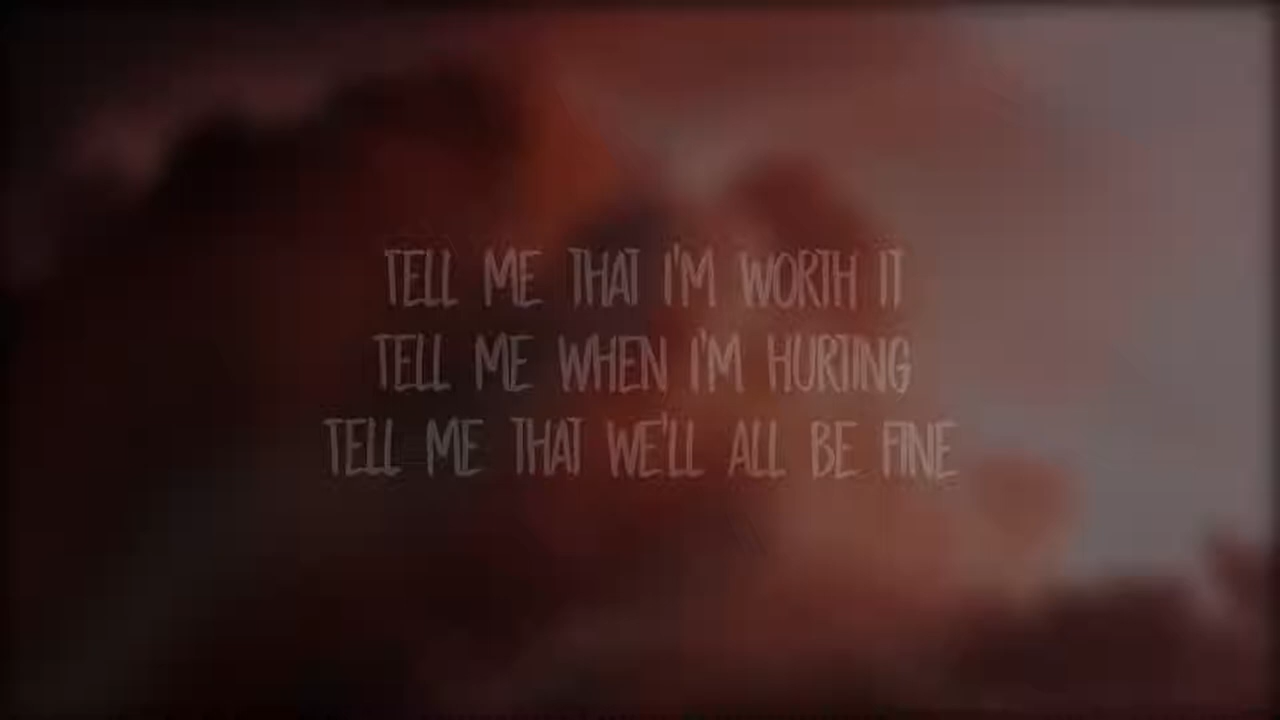 TELL ME THAT I'M WORTH IT
TELL ME WHEN I'M HURTING
TELL ME THAT WE'LL ALL BE FINE